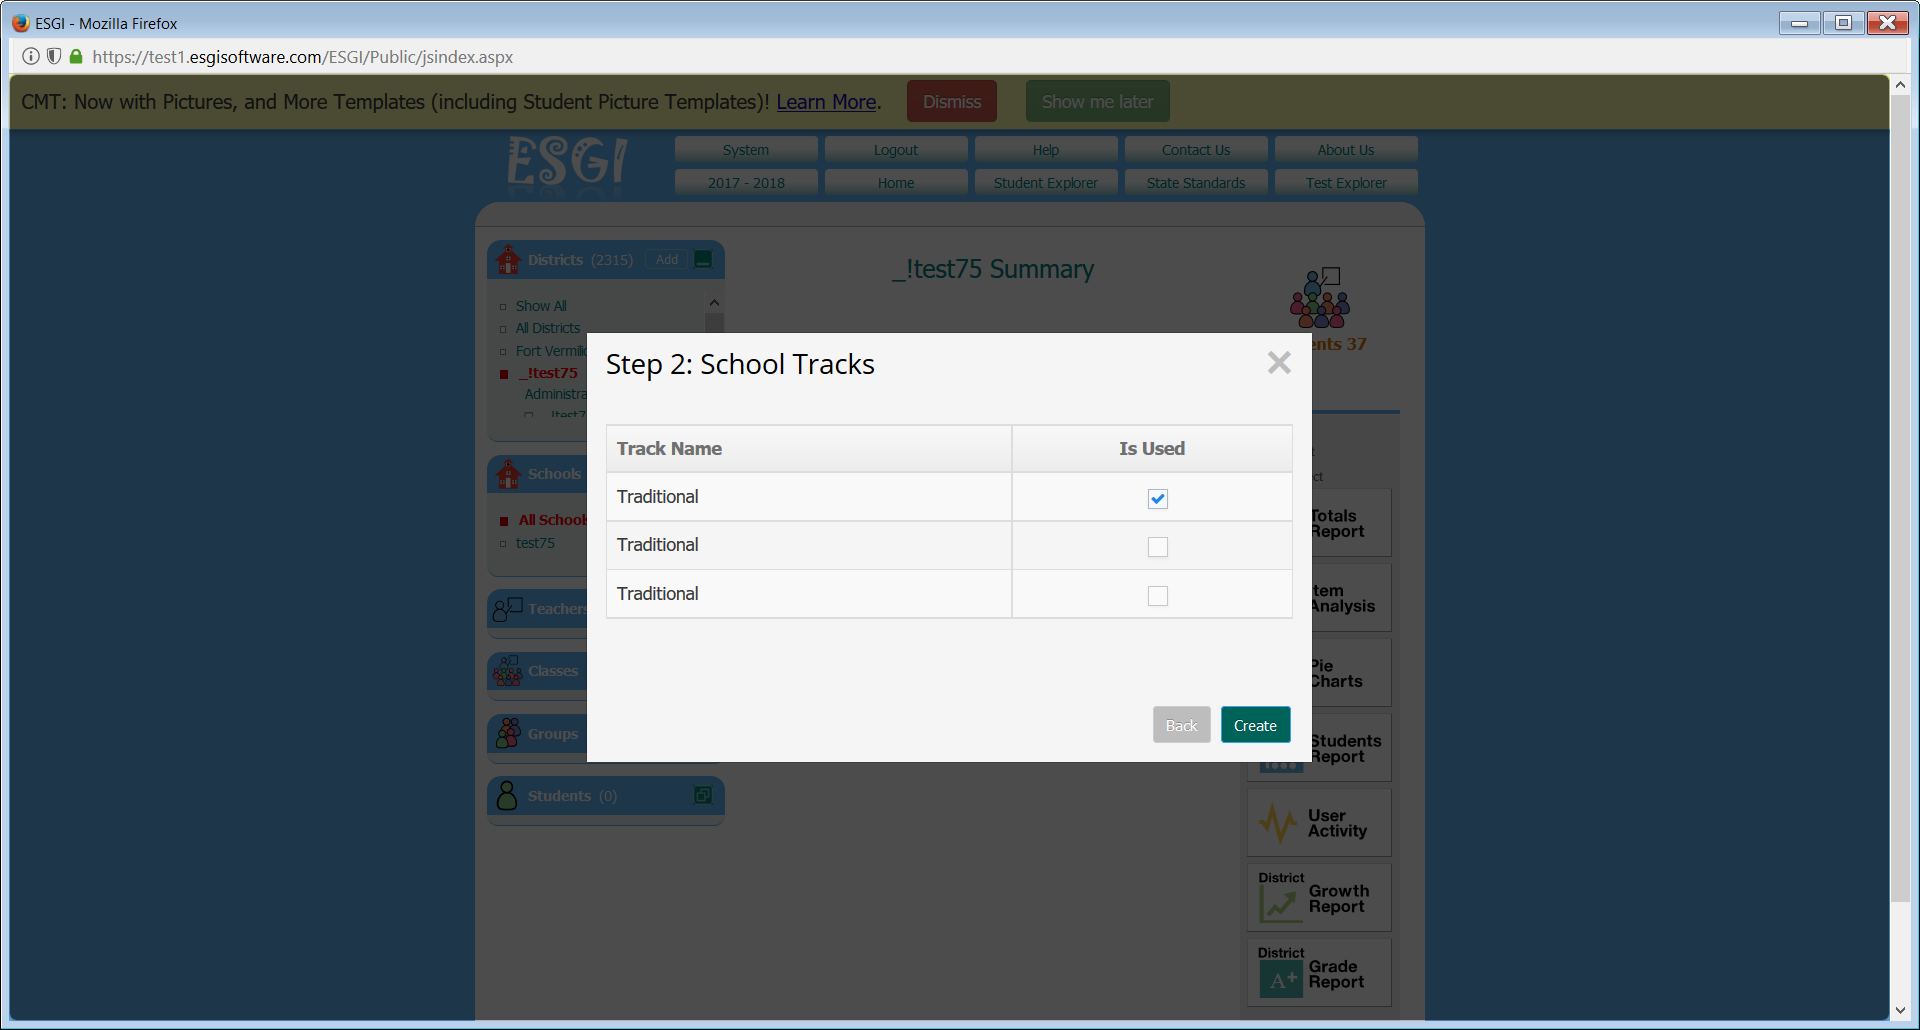 ESGI - Mozilla Firefox
https://test1.esgisoftware.com/ESGI/Public/jsindex.aspx
CMT: Now with Pictures, and More Templates (including Student Picture Templates)! Learn More.
Dismiss
Show me later
ESGI
System
Logout
Help
Contact Us
About Us
2017 - 2018
Home
Student Explorer
State Standards
Test Explorer
Districts (2315)
Add
Show All
All Districts
Fort Vermili
_!test75
Administra
_!test7
Schools
All School
test75
Teachers
Classes
Groups
Students (0)
_!test75 Summary
ents 37
Step 2: School Tracks
Track Name
Is Used
Traditional
Traditional
Traditional
Back
Create
t
ct
Totals
Report
tem
Analysis
Pie
Charts
Students
Report
User
Activity
District
Growth
Report
District
A+
Grade
Report